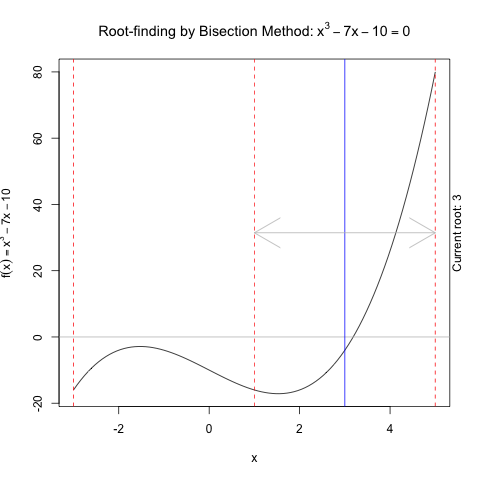 Root-finding by Bisection Method: x³ − 7x − 10 = 0
f(x) = x³ − 7x − 10
80
60
40
20
0
-20
Current root: 3
-2
0
2
4
x